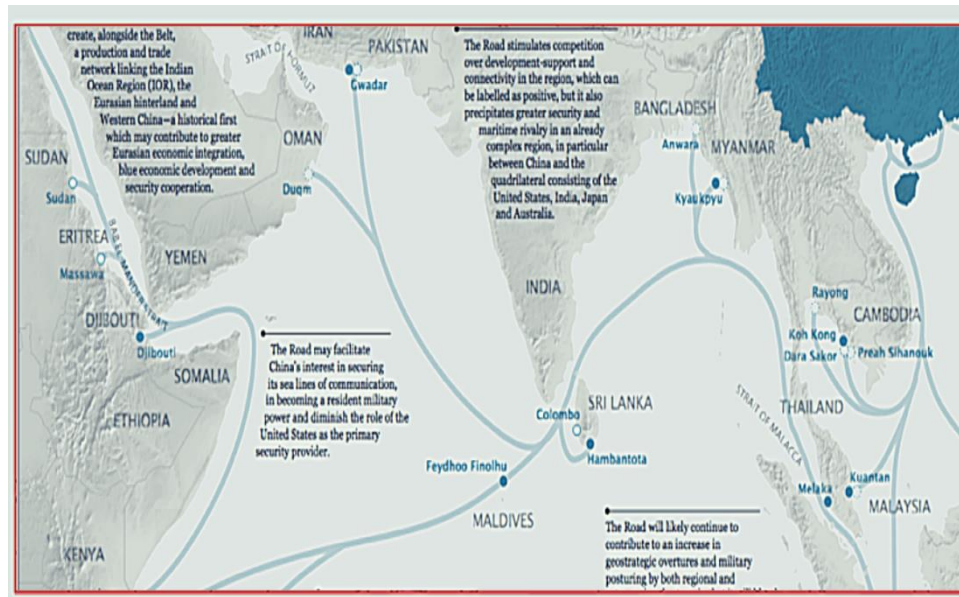 create, alongside the Belt,
a production and trade
network linking the Indian
Ocean Region (IOR), the
Eurasian hinterland and
Western China—a historical first
which may contribute to greater
Eurasian economic integration,
blue economic development and
security cooperation.
IRAN
STRAIT OF HORMUZ
PAKISTAN
Gwadar
The Road stimulates competition
over development-support and
connectivity in the region, which can
be labelled as positive, but it also
precipitates greater security and
maritime rivalry in an already
complex region, in particular
between China and the
quadrilateral consisting of the
United States, India, Japan
and Australia.
BANGLADESH
Anwara
MYANMAR
Kyaukpyu
OMAN
Duqm
SUDAN
Sudan
ERITREA
Massawa
YEMEN
DJIBOUTI
Djibouti
SOMALIA
ETHIOPIA
KENYA
INDIA
Rayong
CAMBODIA
Koh Kong
Dara Sakor
Preah Sihanouk
The Road may facilitate
China's interest in securing
its sea lines of communication,
in becoming a resident military
power and diminish the role of the
United States as the primary
security provider.
Colombo
SRI LANKA
Hambantota
THAILAND
STRAIT OF MALACCA
Feydhoo Finolhu
MALDIVES
Melaka
Kuantan
MALAYSIA
The Road will likely continue to
contribute to an increase in
geostrategic overtures and military
posturing by both regional and